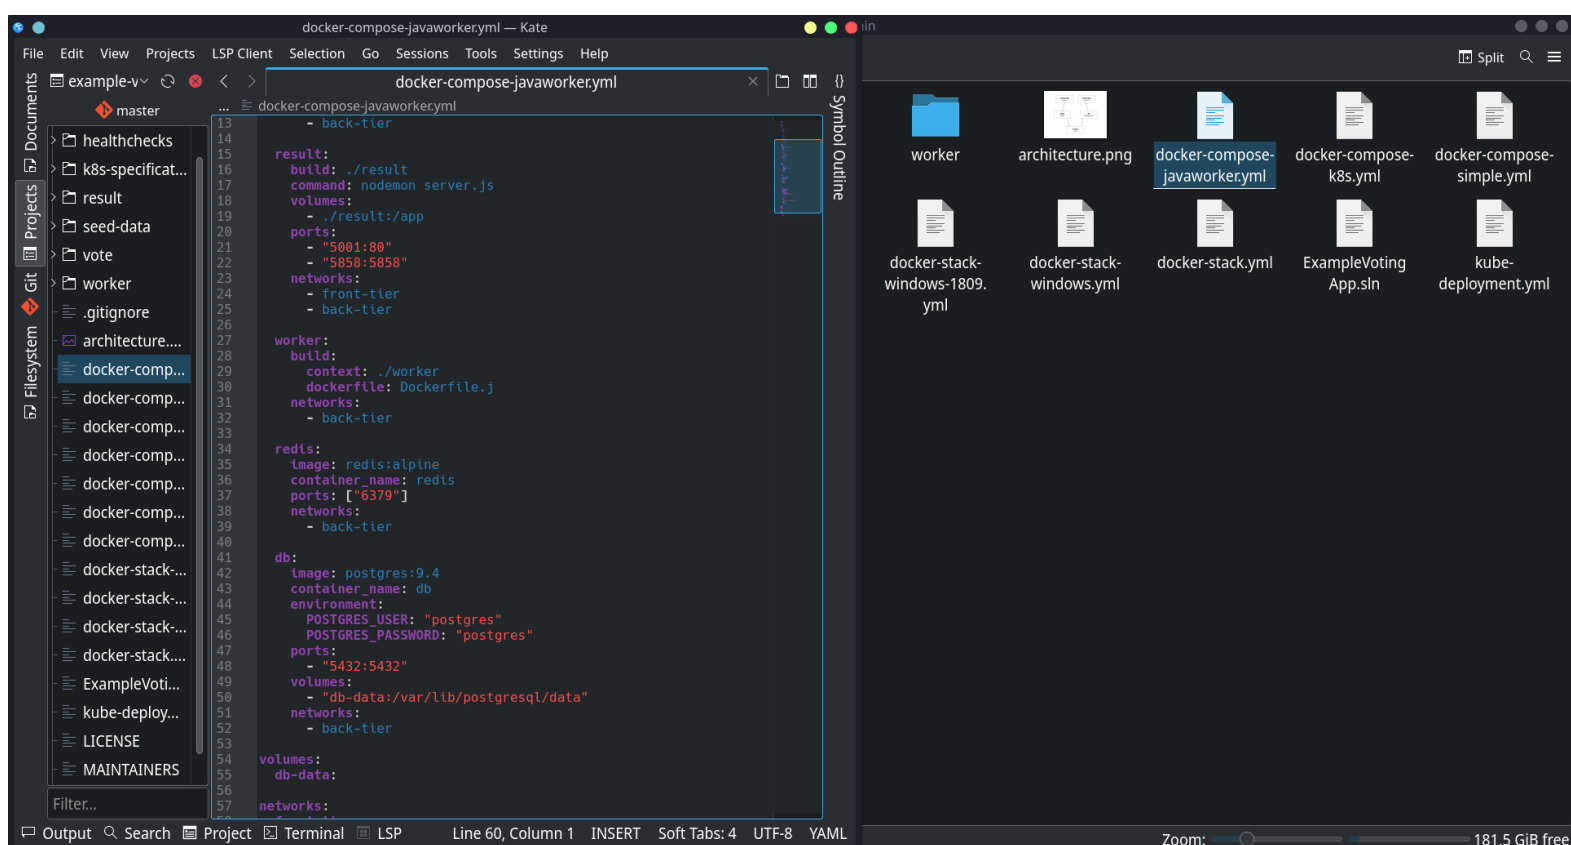 docker-compose-javaworker.yml — Kate
File Edit View Projects LSP Client Selection Go Sessions Tools Settings Help
example-v
docker-compose-javaworker.yml
master
... docker-compose-javaworker.yml
Documents
Projects
Git
Filesystem
Symbol Outline
healthchecks
k8s-specificat...
result
seed-data
vote
worker
.gitignore
architecture....
docker-comp...
docker-comp...
docker-comp...
docker-comp...
docker-comp...
docker-comp...
docker-comp...
docker-stack-...
docker-stack-...
docker-stack-...
docker-stack....
ExampleVoti...
kube-deploy...
LICENSE
MAINTAINERS
Filter...
13 - back-tier
14
15 result:
16 build: ./result
17 command: nodemon server.js
18 volumes:
19 - ./result:/app
20 ports:
21 - "5001:80"
22 - "5858:5858"
23 networks:
24 - front-tier
25 - back-tier
26
27 worker:
28 build:
29 context: ./worker
30 dockerfile: Dockerfile.j
31 networks:
32 - back-tier
33
34 redis:
35 image: redis:alpine
36 container_name: redis
37 ports: ["6379"]
38 networks:
39 - back-tier
40
41 db:
42 image: postgres:9.4
43 container_name: db
44 environment:
45 POSTGRES_USER: "postgres"
46 POSTGRES_PASSWORD: "postgres"
47 ports:
48 - "5432:5432"
49 volumes:
50 - "db-data:/var/lib/postgresql/data"
51 networks:
52 - back-tier
53
54 volumes:
55 db-data:
56
57 networks:
Output Search Project Terminal LSP Line 60, Column 1 INSERT Soft Tabs: 4 UTF-8 YAML
Split
worker
architecture.png
docker-compose-
javaworker.yml
docker-compose-
k8s.yml
docker-compose-
simple.yml
docker-stack-
windows-1809.
yml
docker-stack-
windows.yml
docker-stack.yml
ExampleVoting
App.sln
kube-
deployment.yml
Zoom: 181.5 GiB free